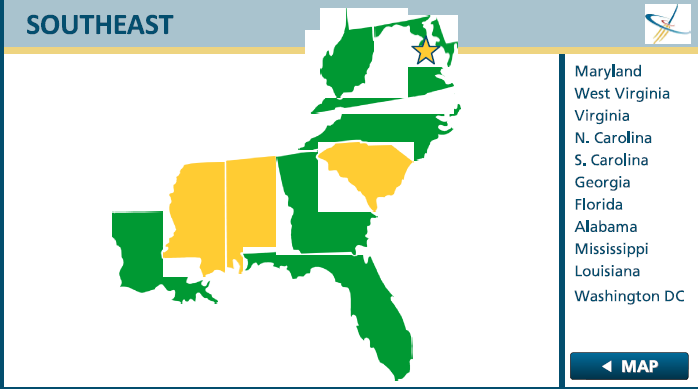 SOUTHEAST
Maryland
West Virginia
Virginia
N. Carolina
S. Carolina
Georgia
Florida
Alabama
Mississippi
Louisiana
Washington DC
MAP